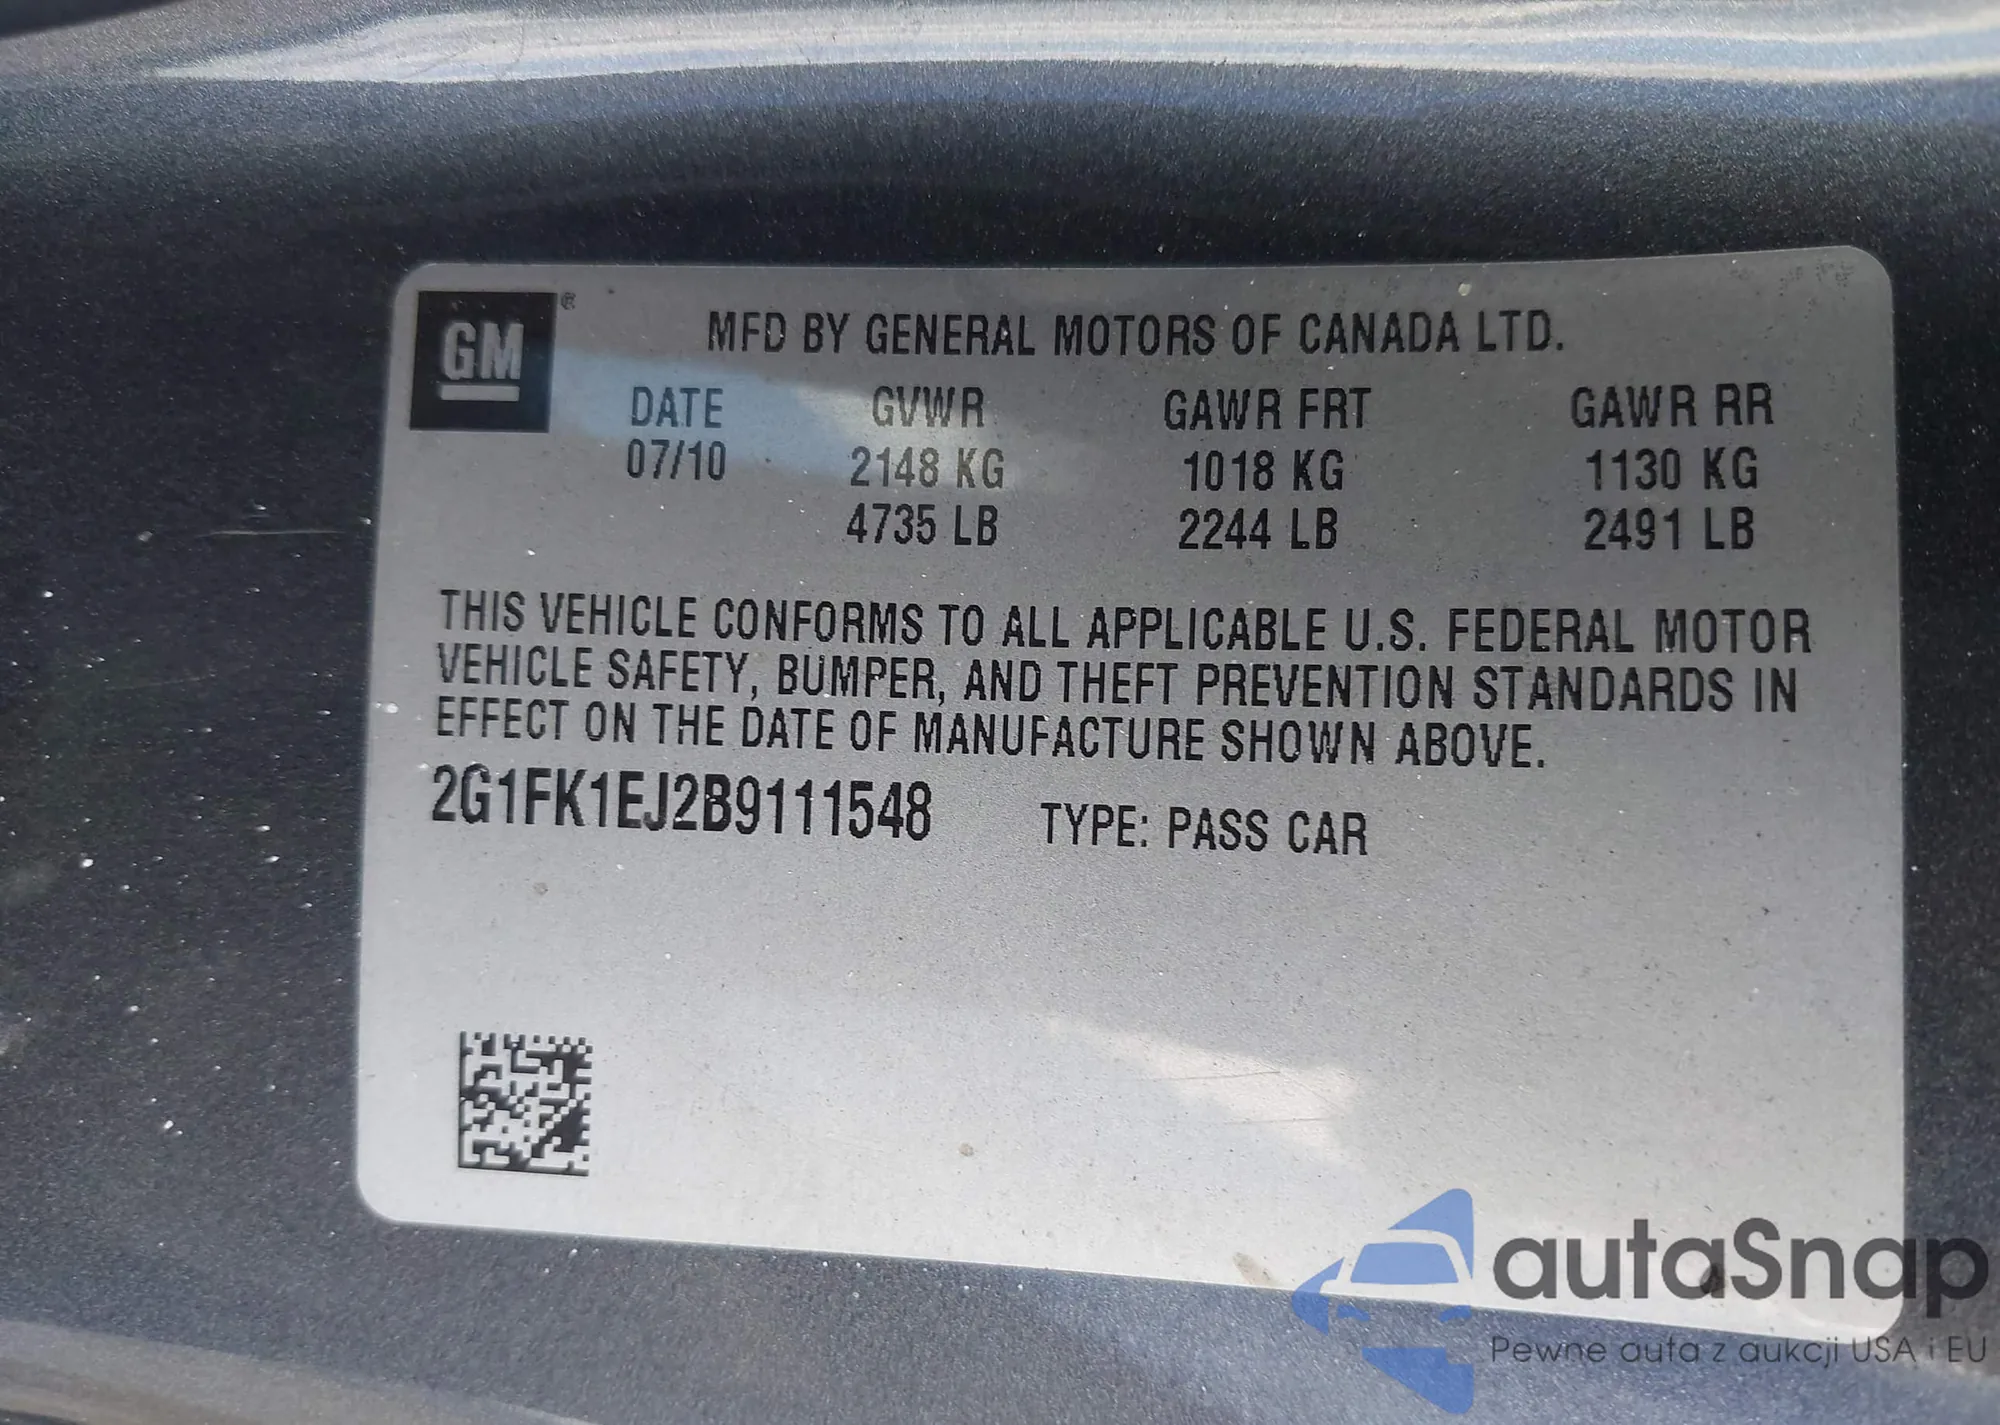 GM®
MFD BY GENERAL MOTORS OF CANADA LTD.
DATE GVWR GAWR FRT GAWR RR
07/10 2148 KG 1018 KG 1130 KG
4735 LB 2244 LB 2491 LB
THIS VEHICLE CONFORMS TO ALL APPLICABLE U.S. FEDERAL MOTOR
VEHICLE SAFETY, BUMPER, AND THEFT PREVENTION STANDARDS IN
EFFECT ON THE DATE OF MANUFACTURE SHOWN ABOVE.
2G1FK1EJ2B9111548 TYPE: PASS CAR
autaSnap
Pewne auta z aukcji USA i EU